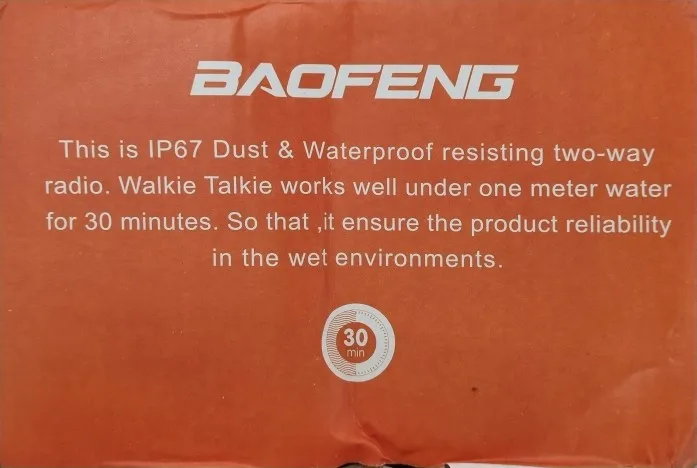 BAOFENG
This is IP67 Dust & Waterproof resisting two-way
radio. Walkie Talkie works well under one meter water
for 30 minutes. So that ,it ensure the product reliability
in the wet environments.
30
min